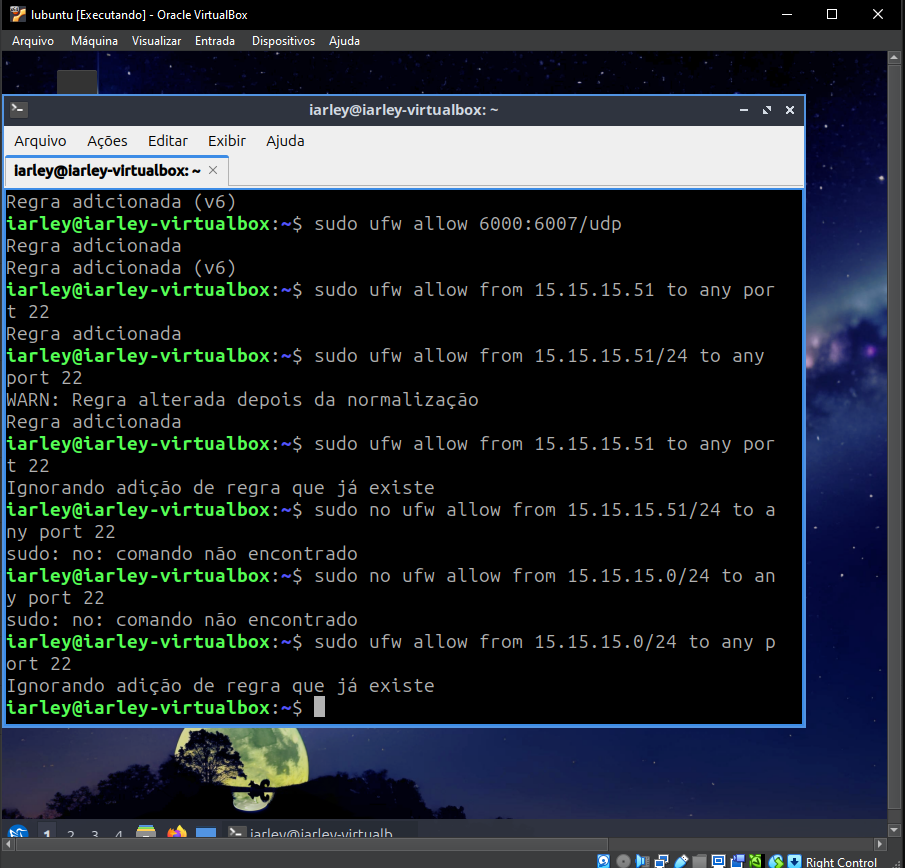 lubuntu [Executando] - Oracle VirtualBox
Arquivo Máquina Visualizar Entrada Dispositivos Ajuda
iarley@iarley-virtualbox: ~
Arquivo Ações Editar Exibir Ajuda
iarley@iarley-virtualbox: ~
Regra adicionada (v6)
iarley@iarley-virtualbox:~$ sudo ufw allow 6000:6007/udp
Regra adicionada
Regra adicionada (v6)
iarley@iarley-virtualbox:~$ sudo ufw allow from 15.15.15.51 to any por
t 22
Regra adicionada
iarley@iarley-virtualbox:~$ sudo ufw allow from 15.15.15.51/24 to any
port 22
WARN: Regra alterada depois da normalização
Regra adicionada
iarley@iarley-virtualbox:~$ sudo ufw allow from 15.15.15.51 to any por
t 22
Ignorando adição de regra que já existe
iarley@iarley-virtualbox:~$ sudo no ufw allow from 15.15.15.51/24 to a
ny port 22
sudo: no: comando não encontrado
iarley@iarley-virtualbox:~$ sudo no ufw allow from 15.15.15.0/24 to an
y port 22
sudo: no: comando não encontrado
iarley@iarley-virtualbox:~$ sudo ufw allow from 15.15.15.0/24 to any p
ort 22
Ignorando adição de regra que já existe
iarley@iarley-virtualbox:~$
1 2 3 4 iarley@iarley-virtualb
Right Control